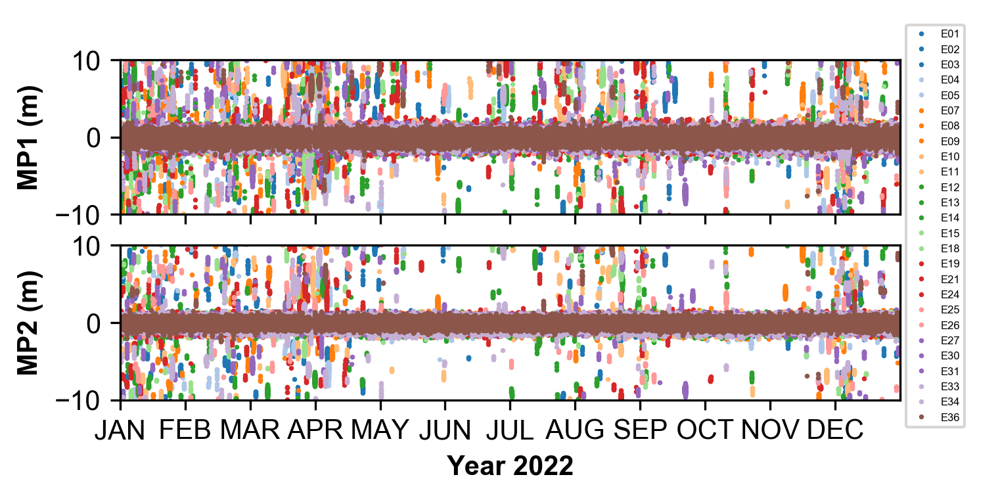 MP1 (m)
10
0
−10
MP2 (m)
10
0
−10
JAN FEB MAR APR MAY JUN JUL AUG SEP OCT NOV DEC
Year 2022
E01
E02
E03
E04
E05
E07
E08
E09
E10
E11
E12
E13
E14
E15
E18
E19
E21
E24
E25
E26
E27
E30
E31
E33
E34
E36